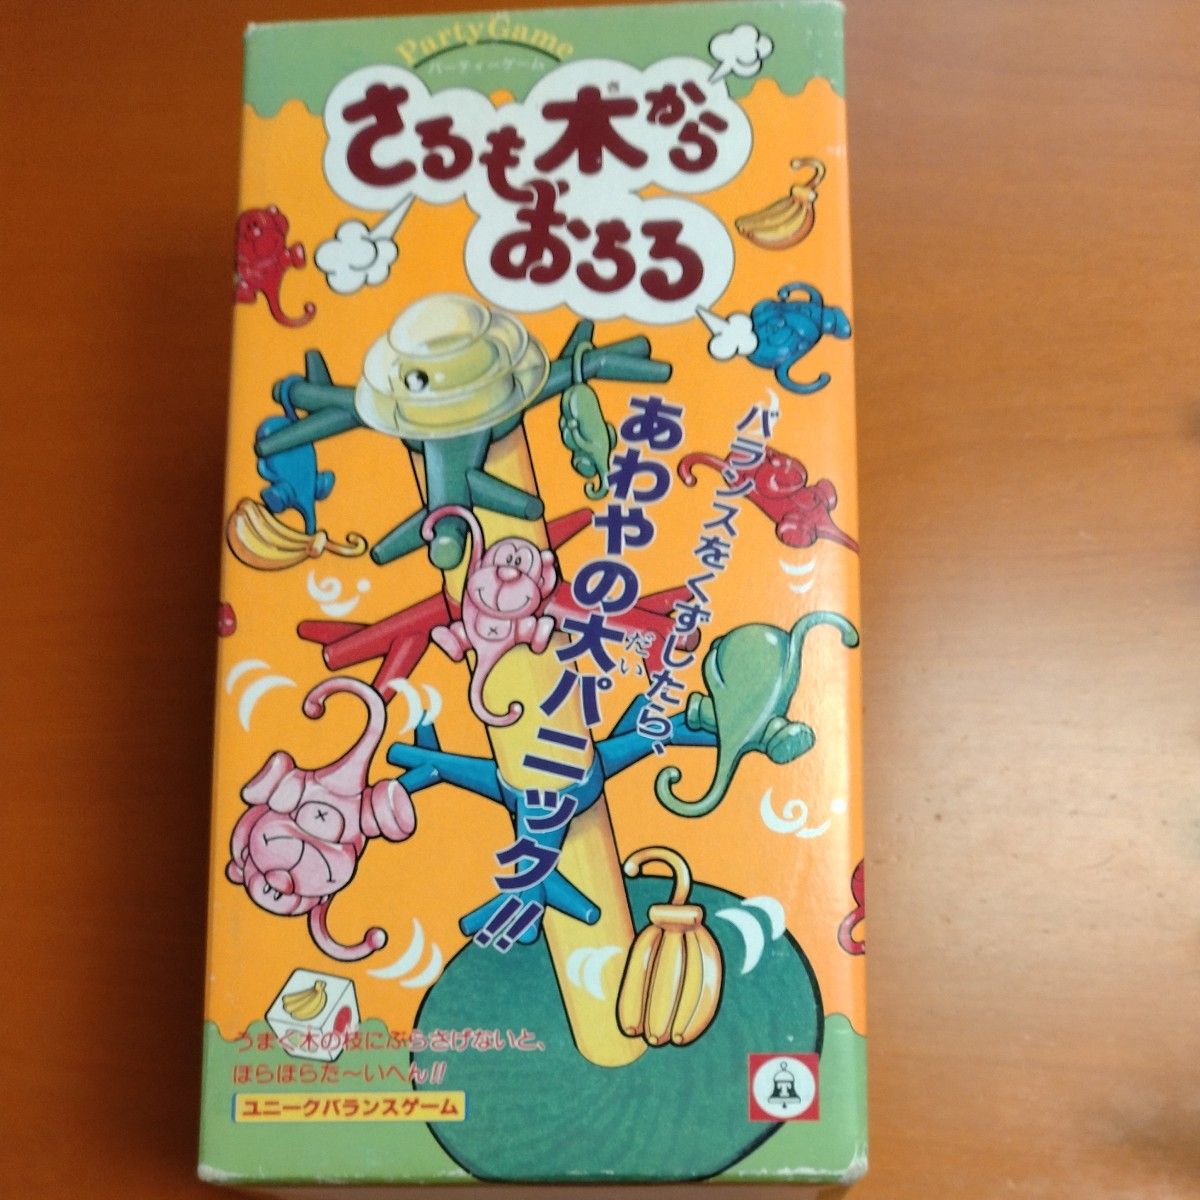 Party Game
パーティーゲーム
さるも木から
おちる
バランスをくずしたら、
あわやの大パニック!!
だい
うまく木の枝にぶらさげないと、
ほらほらた〜いへん!!
ユニークバランスゲーム
T